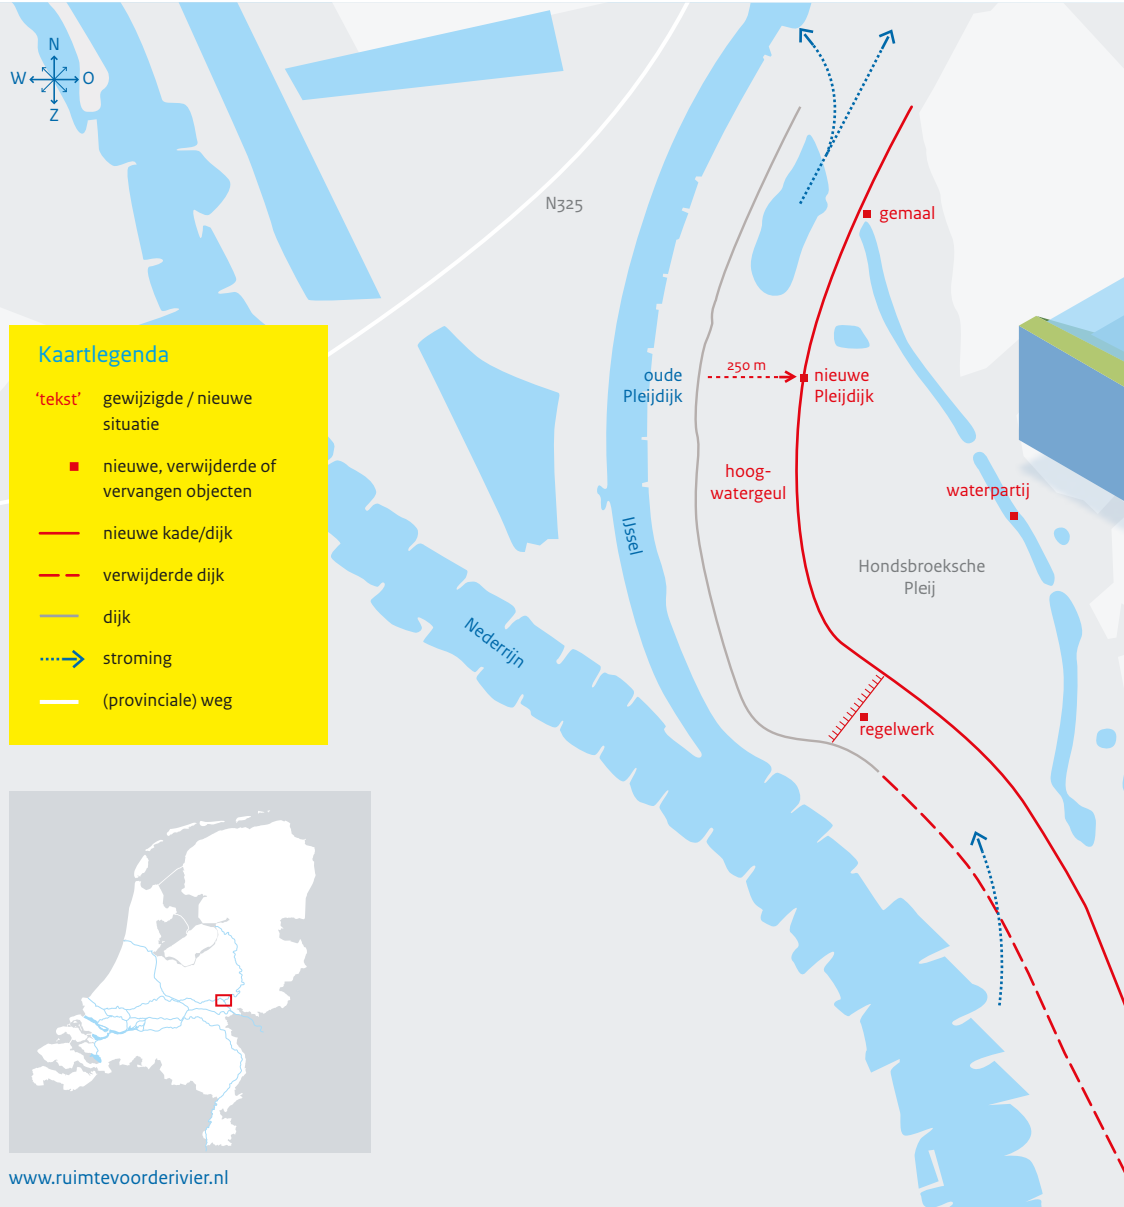 N
W O
Z
N325
gemaal
250 m
oude
Pleijdijk
nieuwe
Pleijdijk
hoog-
watergeul
waterpartij
IJssel
Hondsbroeksche
Pleij
Nederrijn
regelwerk
Kaartlegenda
‘tekst’ gewijzigde / nieuwe
situatie
nieuwe, verwijderde of
vervangen objecten
nieuwe kade/dijk
verwijderde dijk
dijk
stroming
(provinciale) weg
www.ruimtevoorderivier.nl